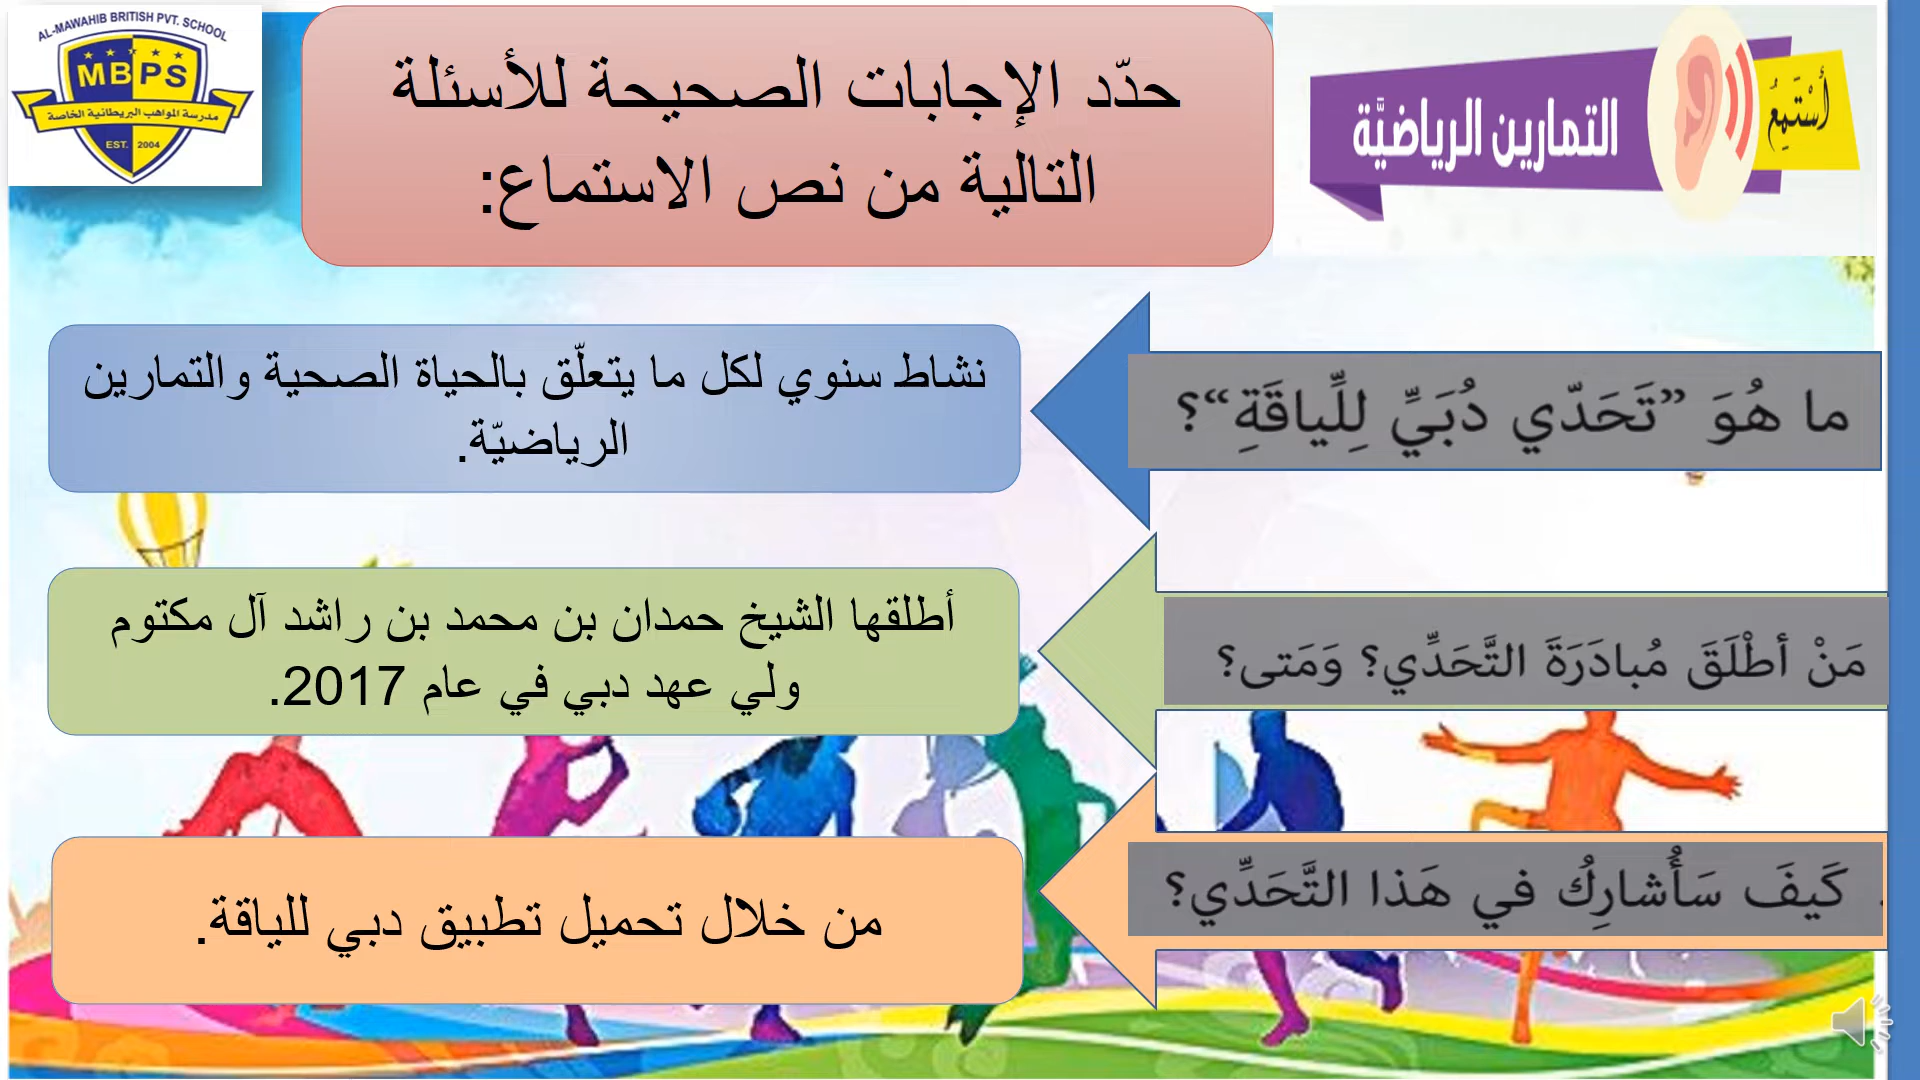 AL-MAWAHIB BRITISH PVT. SCHOOL
MBPS
مدرسة المواهب البريطانية الخاصة
EST. 2004
حدّد الإجابات الصحيحة للأسئلة
التالية من نص الاستماع:
أَسْتَمِعُ
التمارين الرياضيَّة
ما هُوَ ”تَحَدّي دُبَيِّ لِلِّياقَةِ“؟
نشاط سنوي لكل ما يتعلّق بالحياة الصحية والتمارين
الرياضيّة.
مَنْ أطْلَقَ مُبادَرَةَ التَّحَدِّي؟ وَمَتى؟
أطلقها الشيخ حمدان بن محمد بن راشد آل مكتوم
ولي عهد دبي في عام 2017.
كَيفَ سَأُشارِكُ في هَذا التَّحَدِّي؟
من خلال تحميل تطبيق دبي للياقة.